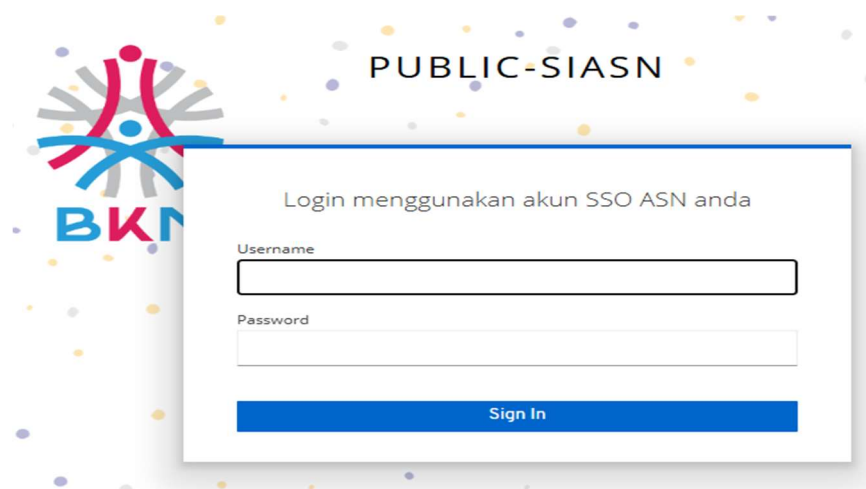 PUBLIC-SIASN
BKN
Login menggunakan akun SSO ASN anda
Username
Password
Sign In